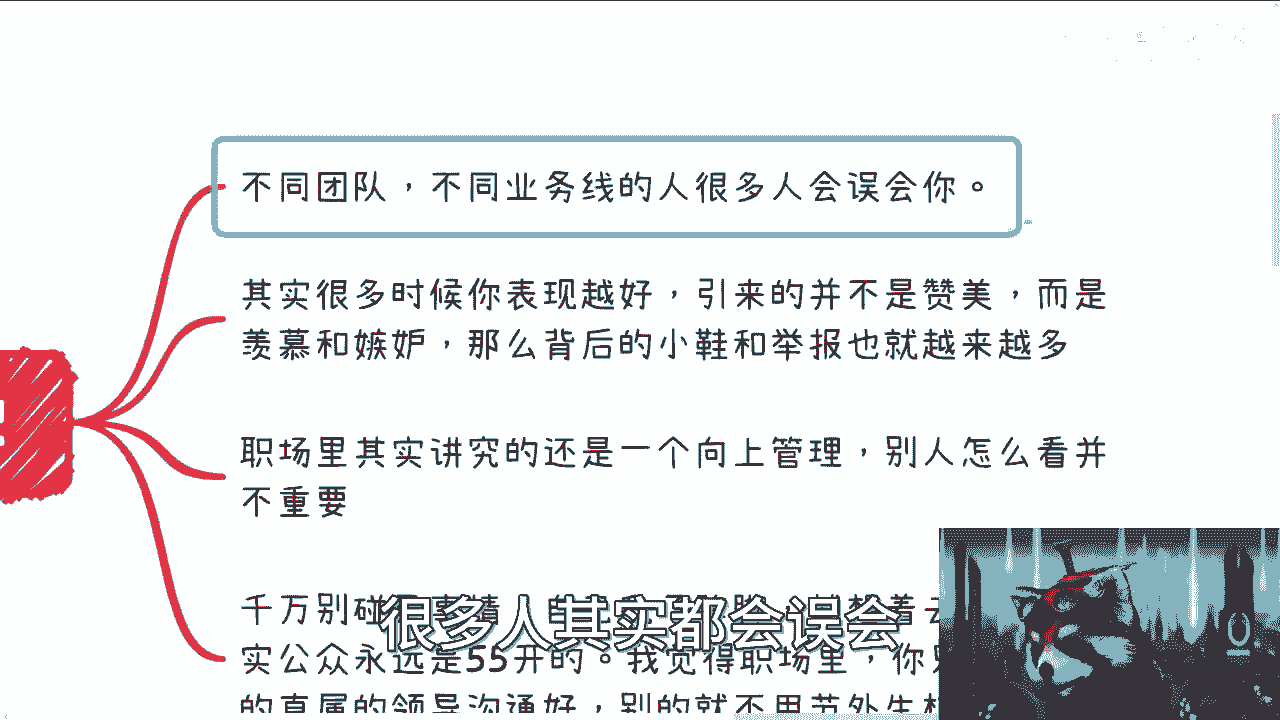 不同团队，不同业务线的人很多人会误会你。
其实很多时候你表现越好，引来的并不是赞美，而是
羡慕和嫉妒，那么背后的小鞋和举报也就越来越多
职场里其实讲究的还是一个向上管理，别人怎么看并
不重要
千万别碰
很多人其实都会误会
实公众永远是55开的。我觉得职场里，你
的直属的领导沟通好，别的就不用节外生枝